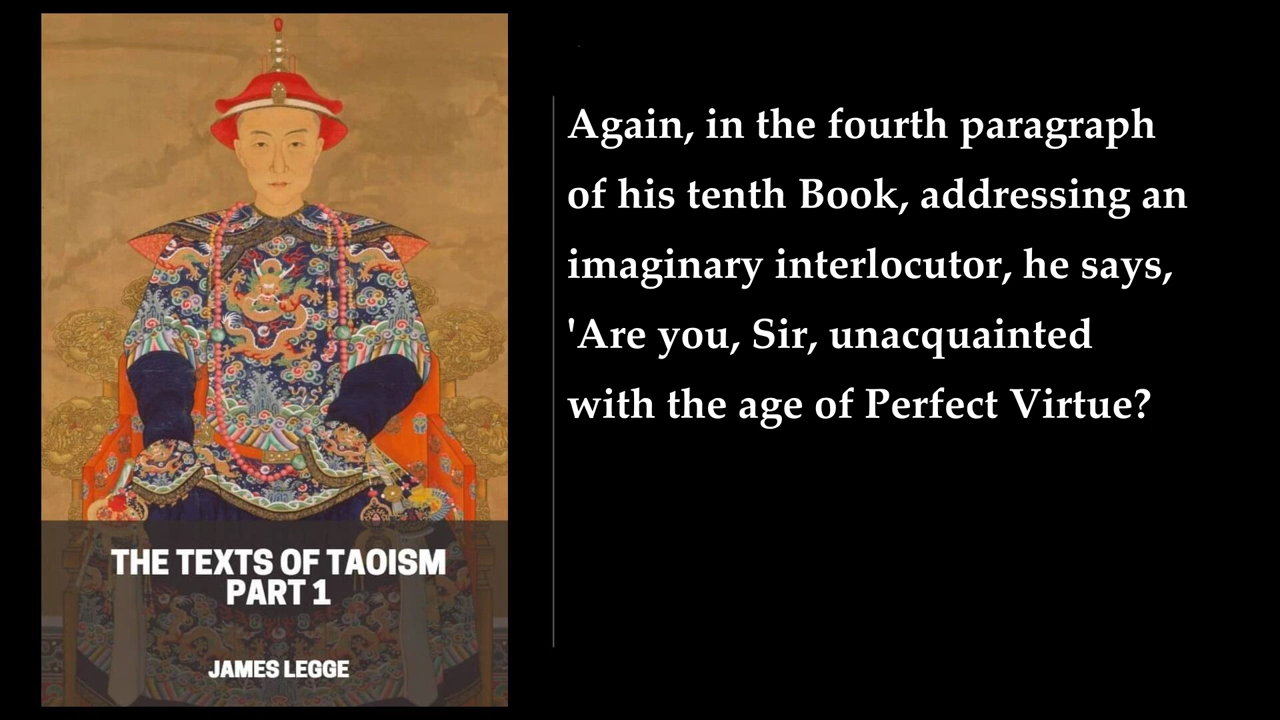 THE TEXTS OF TAOISM
PART 1
JAMES LEGGE
Again, in the fourth paragraph
of his tenth Book, addressing an
imaginary interlocutor, he says,
'Are you, Sir, unacquainted
with the age of Perfect Virtue?